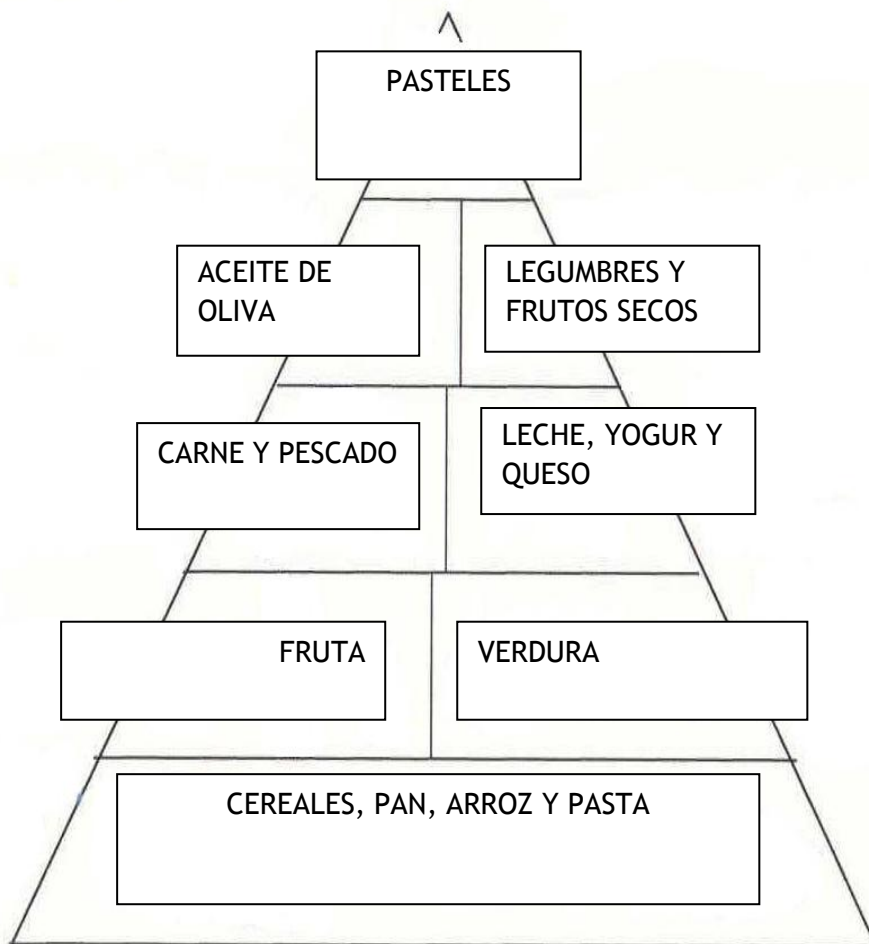 PASTELES
ACEITE DE
OLIVA
LEGUMBRES Y
FRUTOS SECOS
CARNE Y PESCADO
LECHE, YOGUR Y
QUESO
FRUTA
VERDURA
CEREALES, PAN, ARROZ Y PASTA